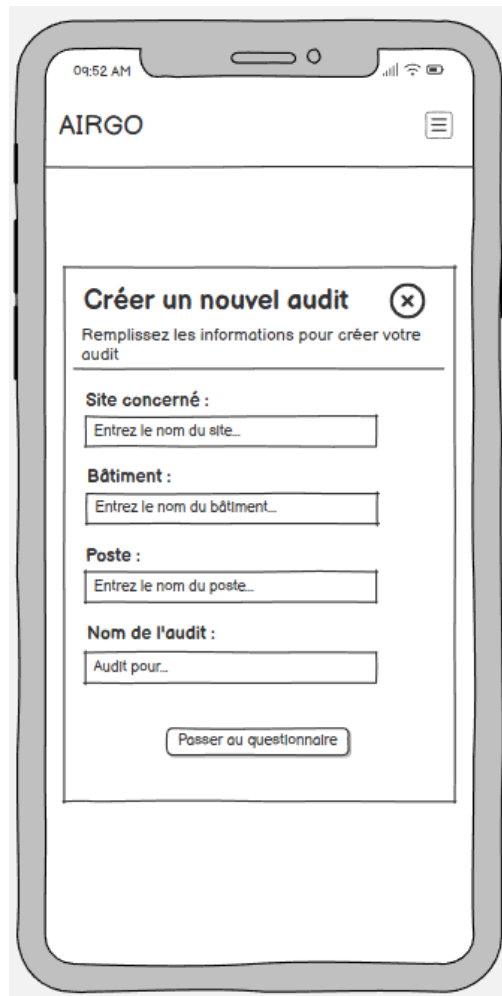 09:52 AM
AIRGO
Créer un nouvel audit
Remplissez les informations pour créer votre
audit
Site concerné :
Entrez le nom du site...
Bâtiment :
Entrez le nom du bâtiment...
Poste :
Entrez le nom du poste...
Nom de l'audit :
Audit pour...
Passer au questionnaire